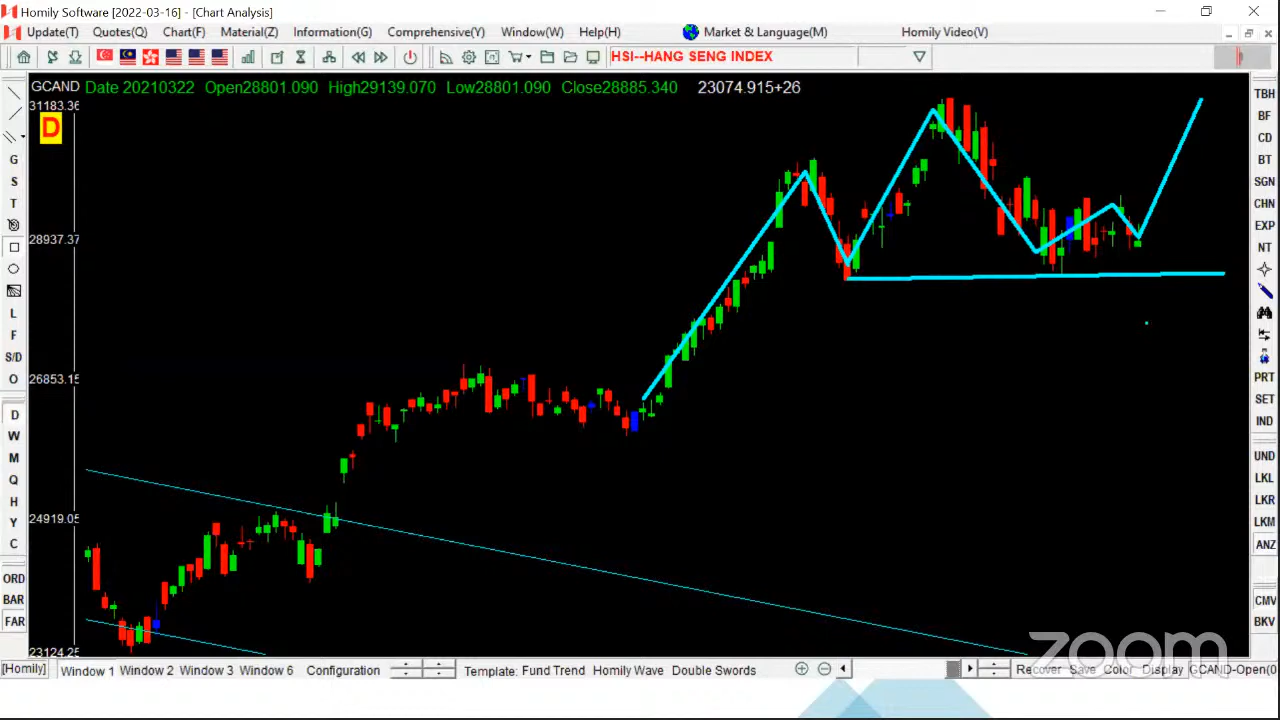 Homily Software [2022-03-16] - [Chart Analysis]
Update(T) Quotes(Z) Chart(F) Material(Z) Information(G) Comprehensive(Y) Window(W) Help(H) Market & Language(M) Homily Video(V)
HSI--HANG SENG INDEX
GCAND Date 20210322 Open28801.090 High29139.070 Low28801.090 Close28885.340 23074.915+26
31183.36
D
28937.37
26853.15
24919.05
23124.25
G
S
T
L
F
S/D
O
D
W
M
Q
H
Y
C
ORD
BAR
FAR
TBH
BF
CD
BT
SGN
CHN
EXP
NT
PRT
SET
IND
UND
LKL
LKR
LKM
ANZ
CMV
BKV
zoom
[Homily] Window 1 Window 2 Window 3 Window 6 Configuration Template: Fund Trend Homily Wave Double Swords Recover Save Color Display GCAND-Open(0